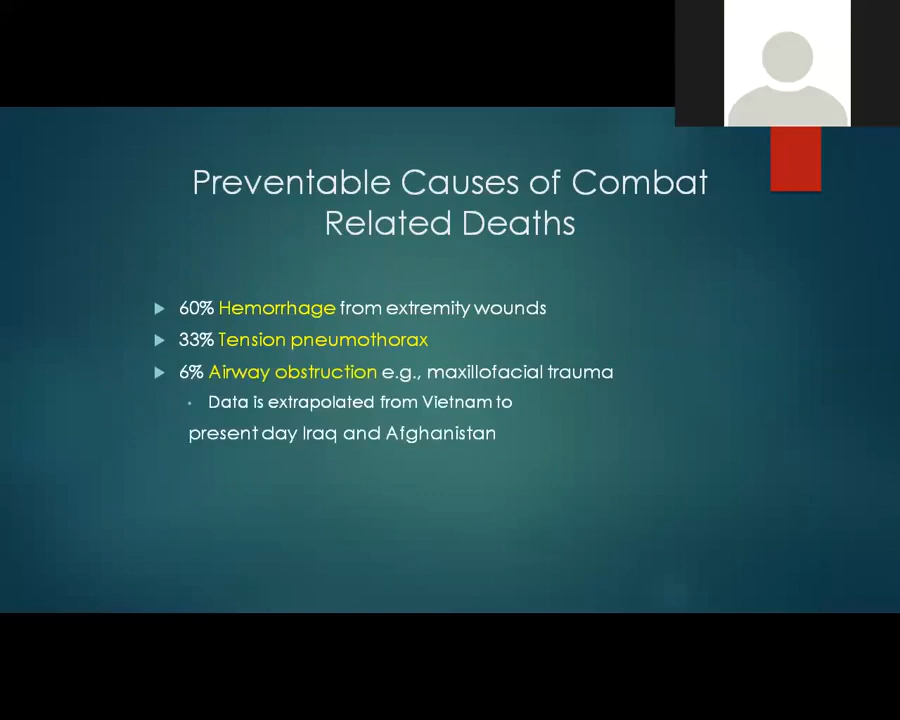 Preventable Causes of Combat
Related Deaths
60% Hemorrhage from extremity wounds
33% Tension pneumothorax
6% Airway obstruction e.g., maxillofacial trauma
Data is extrapolated from Vietnam to
present day Iraq and Afghanistan